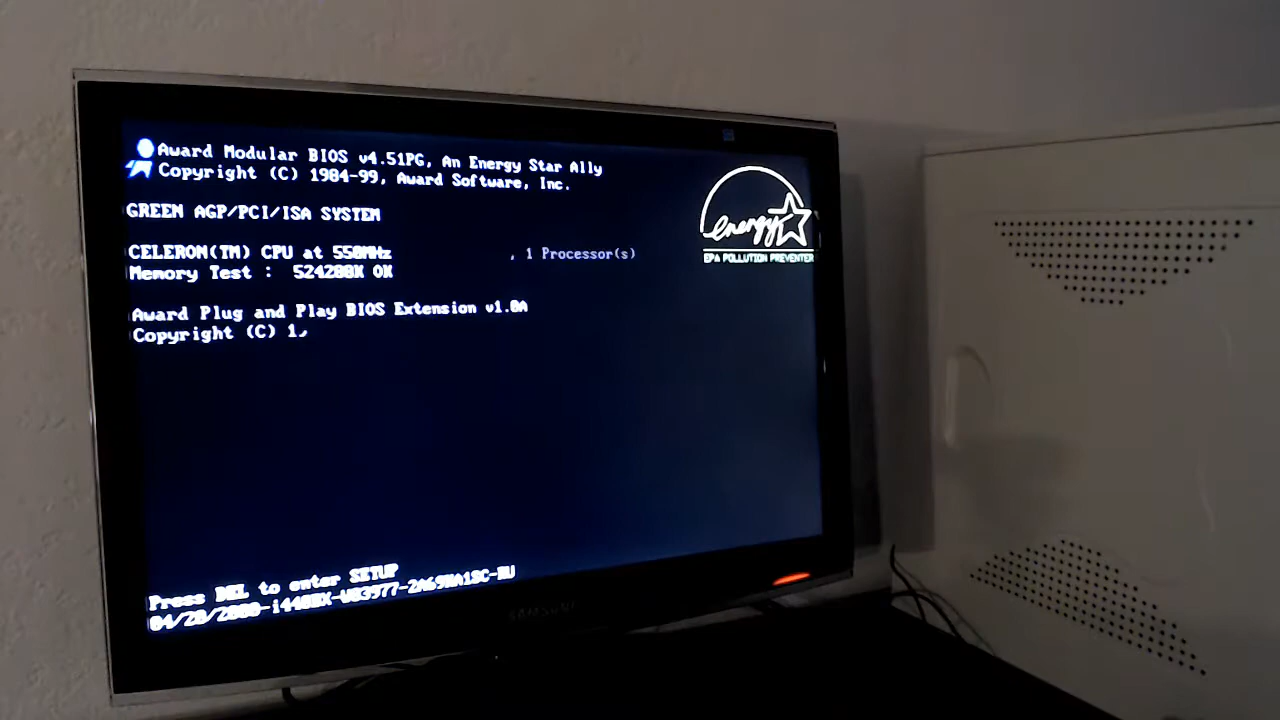 Award Modular BIOS v4.51PG, An Energy Star Ally
Copyright (C) 1984-99, Award Software, Inc.
GREEN AGP/PCI/ISA SYSTEM
energy
EPA POLLUTION PREVENTER
CELERON(TM) CPU at 550MHz , 1 Processor(s)
Memory Test : 524288K OK
Award Plug and Play BIOS Extension v1.0A
Copyright (C) 1
Press DEL to enter SETUP
SAMSUNG